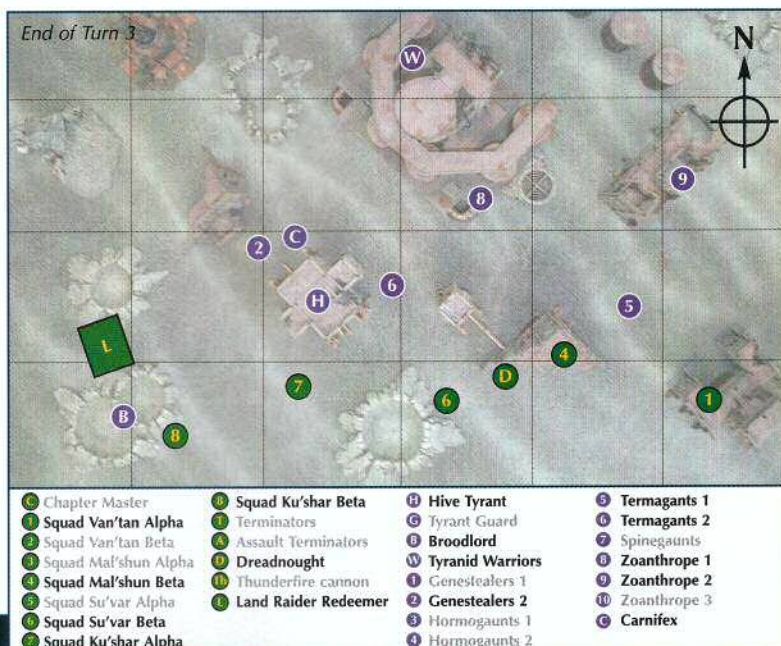 End of Turn 3
N
W
9
8
2
C
6
H
5
L
4
D
7
6
1
B
8
C Chapter Master
1 Squad Van'tan Alpha
2 Squad Van'tan Beta
3 Squad Mal'shun Alpha
4 Squad Mal'shun Beta
5 Squad Su'var Alpha
6 Squad Su'var Beta
7 Squad Ku'shar Alpha
8 Squad Ku'shar Beta
T Terminators
A Assault Terminators
D Dreadnought
Th Thunderfire cannon
L Land Raider Redeemer
H Hive Tyrant
G Tyrant Guard
B Broodlord
W Tyranid Warriors
1 Genestealers 1
2 Genestealers 2
3 Hormogaunts 1
4 Hormogaunts 2
5 Termagants 1
6 Termagants 2
7 Spinegaunts
8 Zoanthrope 1
9 Zoanthrope 2
10 Zoanthrope 3
C Carnifex